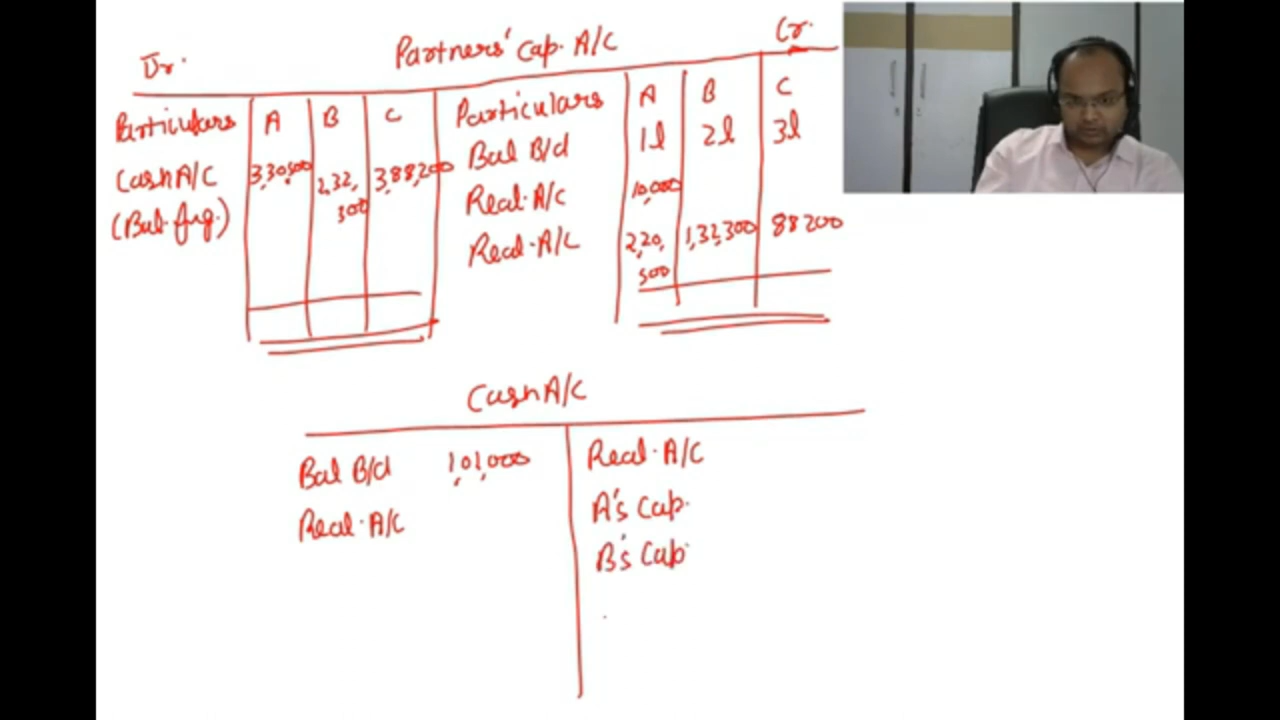 Dr. Partners' Cap. A/C Cr.
Particulars A B C Particulars A B C
Cash A/C 3,30,500 2,32,300 3,88,200 Bal B/d 1l 2l 3l
(Bal. fig.) Real. A/C 10,000
Real. A/C 2,20,500 1,32,300 88200
Cash A/C
Bal B/d 1,01,000 Real. A/C
Real. A/C A's Cap.
B's Cap.